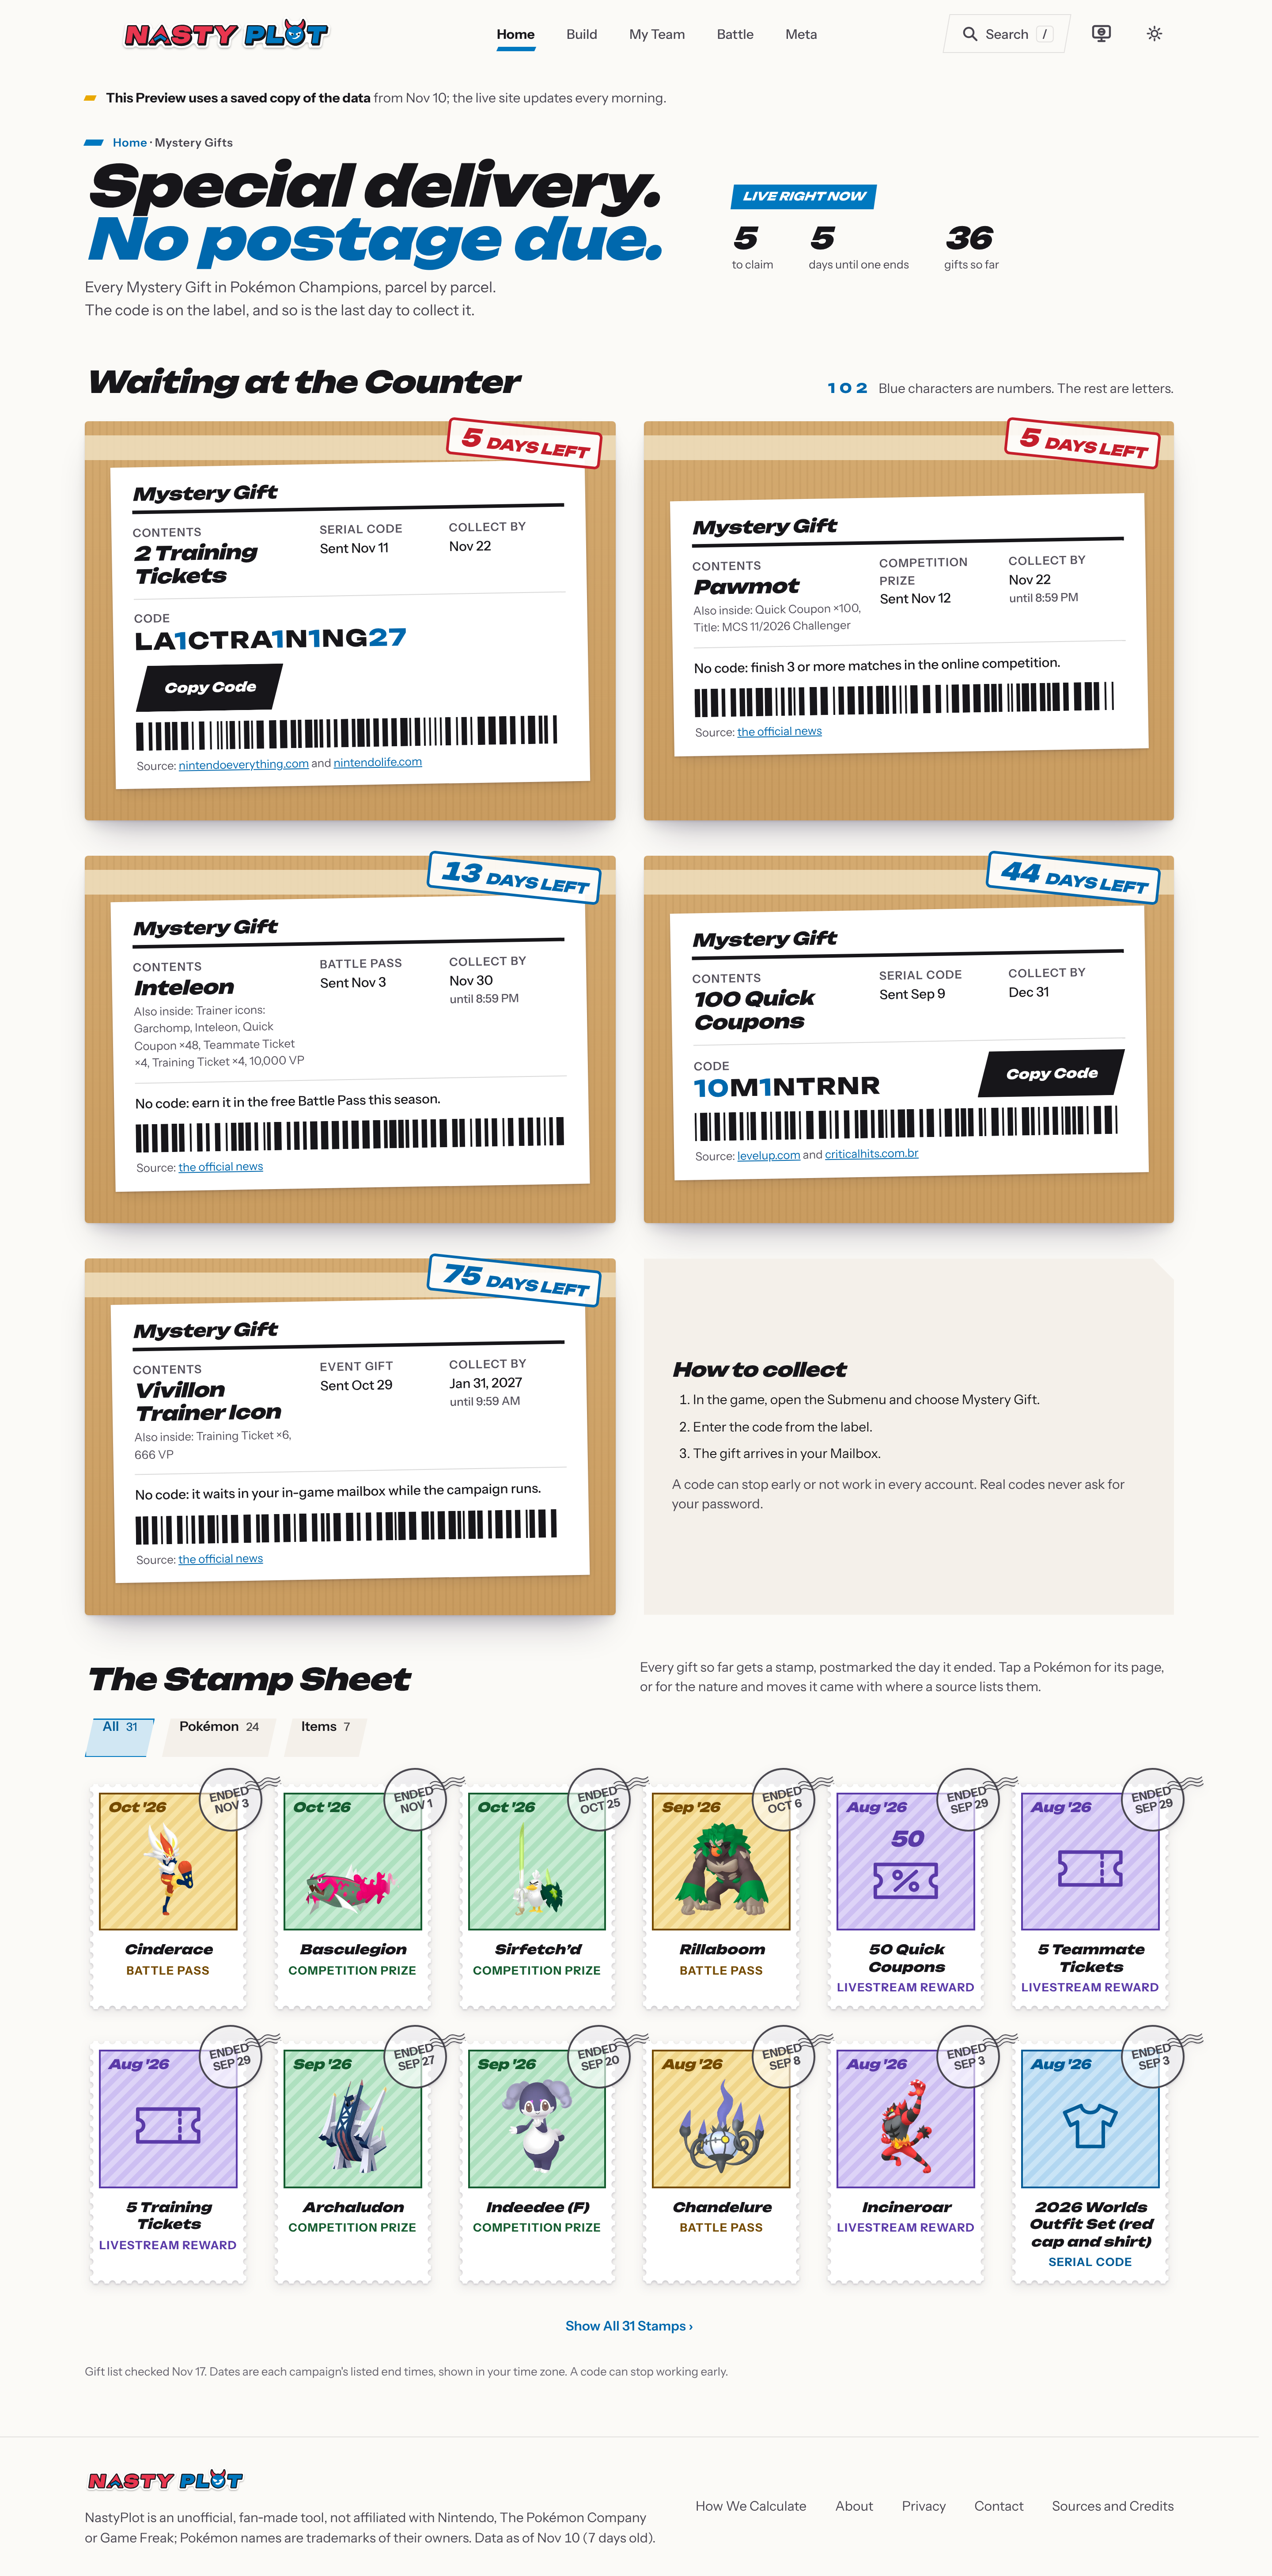 NASTY PLOT
Home
Build
My Team
Battle
Meta
Search /
This Preview uses a saved copy of the data from Nov 10; the live site updates every morning.
Home · Mystery Gifts
Special delivery.
No postage due.
Every Mystery Gift in Pokémon Champions, parcel by parcel.
The code is on the label, and so is the last day to collect it.
LIVE RIGHT NOW
5
to claim
5
days until one ends
36
gifts so far
Waiting at the Counter
1 0 2 Blue characters are numbers. The rest are letters.
5 DAYS LEFT
Mystery Gift
CONTENTS
2 Training
Tickets
SERIAL CODE
Sent Nov 11
COLLECT BY
Nov 22
CODE
LA1CTRA1N1NG27
Copy Code
Source: nintendoeverything.com and nintendolife.com
5 DAYS LEFT
Mystery Gift
CONTENTS
Pawmot
Also inside: Quick Coupon ×100,
Title: MCS 11/2026 Challenger
COMPETITION
PRIZE
Sent Nov 12
COLLECT BY
Nov 22
until 8:59 PM
No code: finish 3 or more matches in the online competition.
Source: the official news
13 DAYS LEFT
Mystery Gift
CONTENTS
Inteleon
Also inside: Trainer icons:
Garchomp, Inteleon, Quick
Coupon ×48, Teammate Ticket
×4, Training Ticket ×4, 10,000 VP
BATTLE PASS
Sent Nov 3
COLLECT BY
Nov 30
until 8:59 PM
No code: earn it in the free Battle Pass this season.
Source: the official news
44 DAYS LEFT
Mystery Gift
CONTENTS
100 Quick
Coupons
SERIAL CODE
Sent Sep 9
COLLECT BY
Dec 31
CODE
10M1NTRNR
Copy Code
Source: levelup.com and criticalhits.com.br
75 DAYS LEFT
Mystery Gift
CONTENTS
Vivillon
Trainer Icon
Also inside: Training Ticket ×6,
666 VP
EVENT GIFT
Sent Oct 29
COLLECT BY
Jan 31, 2027
until 9:59 AM
No code: it waits in your in-game mailbox while the campaign runs.
Source: the official news
How to collect
1. In the game, open the Submenu and choose Mystery Gift.
2. Enter the code from the label.
3. The gift arrives in your Mailbox.
A code can stop early or not work in every account. Real codes never ask for
your password.
The Stamp Sheet
Every gift so far gets a stamp, postmarked the day it ended. Tap a Pokémon for its page,
or for the nature and moves it came with where a source lists them.
All 31
Pokémon 24
Items 7
Oct '26
ENDED
NOV 3
Cinderace
BATTLE PASS
Oct '26
ENDED
NOV 1
Basculegion
COMPETITION PRIZE
Oct '26
ENDED
OCT 25
Sirfetch'd
COMPETITION PRIZE
Sep '26
ENDED
OCT 6
Rillaboom
BATTLE PASS
Aug '26
ENDED
SEP 29
50
50 Quick
Coupons
LIVESTREAM REWARD
Aug '26
ENDED
SEP 29
5 Teammate
Tickets
LIVESTREAM REWARD
Aug '26
ENDED
SEP 29
5 Training
Tickets
LIVESTREAM REWARD
Sep '26
ENDED
SEP 27
Archaludon
COMPETITION PRIZE
Sep '26
ENDED
SEP 20
Indeedee (F)
COMPETITION PRIZE
Aug '26
ENDED
SEP 8
Chandelure
BATTLE PASS
Aug '26
ENDED
SEP 3
Incineroar
LIVESTREAM REWARD
Aug '26
ENDED
SEP 3
2026 Worlds
Outfit Set (red
cap and shirt)
SERIAL CODE
Show All 31 Stamps ›
Gift list checked Nov 17. Dates are each campaign's listed end times, shown in your time zone. A code can stop working early.
NASTY PLOT
NastyPlot is an unofficial, fan-made tool, not affiliated with Nintendo, The Pokémon Company
or Game Freak; Pokémon names are trademarks of their owners. Data as of Nov 10 (7 days old).
How We Calculate
About
Privacy
Contact
Sources and Credits